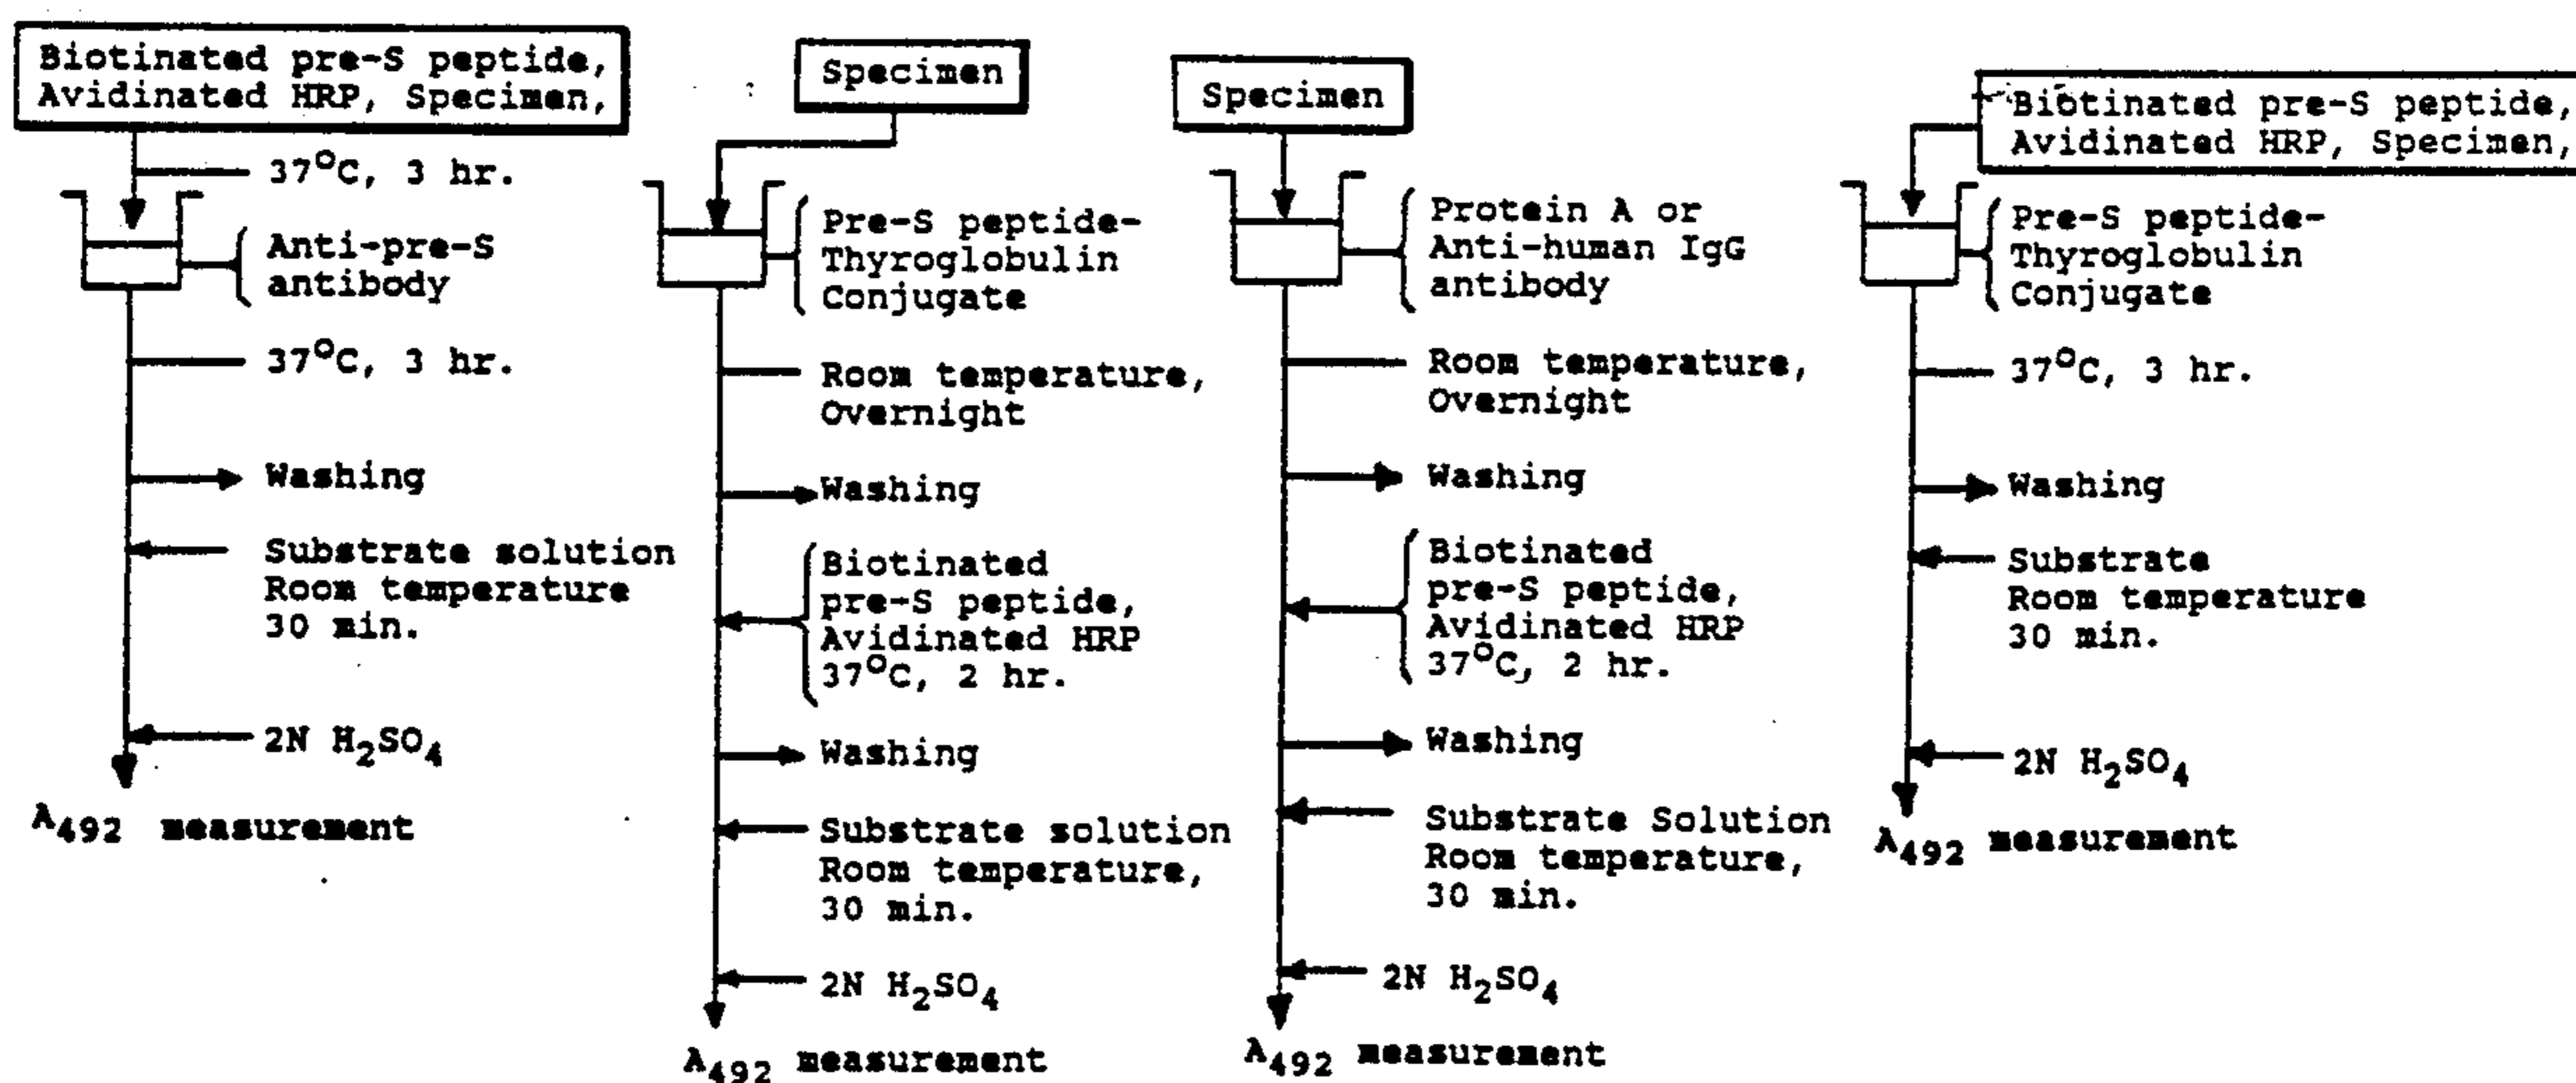 Biotinated pre-S peptide,
Avidinated HRP, Specimen,
37°C, 3 hr.
Anti-pre-S
antibody
37°C, 3 hr.
Washing
Substrate solution
Room temperature
30 min.
2N H₂SO₄
A₄₉₂ measurement
Specimen
Pre-S peptide-
Thyroglobulin
Conjugate
Room temperature,
Overnight
Washing
Biotinated
pre-S peptide,
Avidinated HRP
37°C, 2 hr.
Washing
Substrate solution
Room temperature,
30 min.
2N H₂SO₄
A₄₉₂ measurement
Specimen
Protein A or
Anti-human IgG
antibody
Room temperature,
Overnight
Washing
Biotinated
pre-S peptide,
Avidinated HRP
37°C, 2 hr.
Washing
Substrate Solution
Room temperature,
30 min.
2N H₂SO₄
A₄₉₂ measurement
Biotinated pre-S peptide,
Avidinated HRP, Specimen,
Pre-S peptide-
Thyroglobulin
Conjugate
37°C, 3 hr.
Washing
Substrate
Room temperature
30 min.
2N H₂SO₄
A₄₉₂ measurement